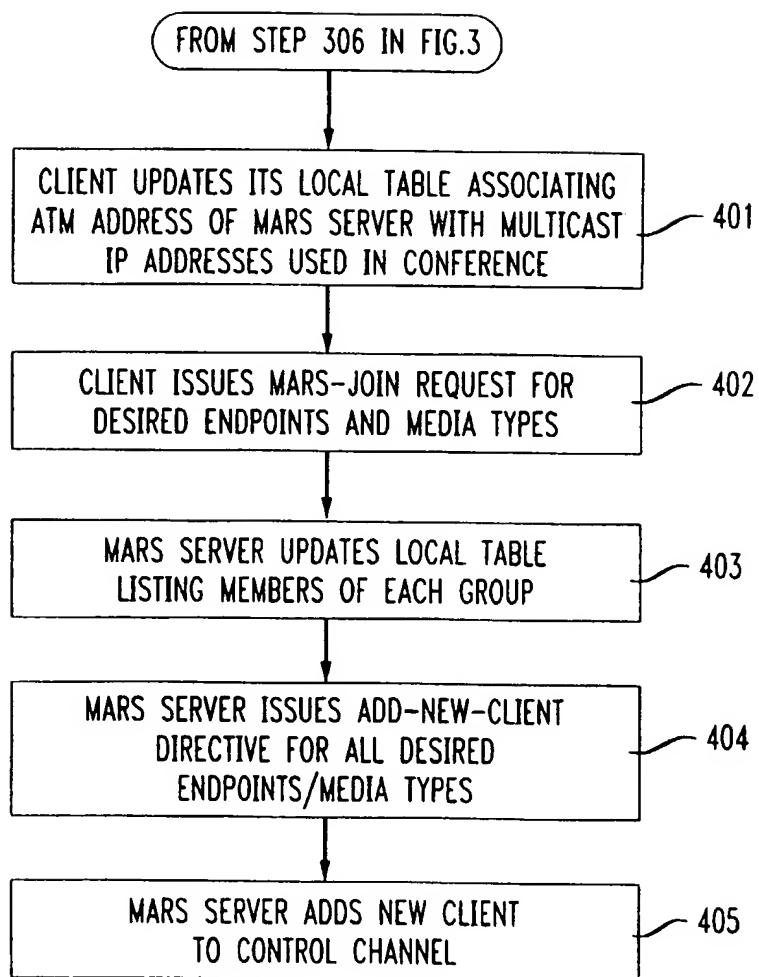 FROM STEP 306 IN FIG.3
CLIENT UPDATES ITS LOCAL TABLE ASSOCIATING
ATM ADDRESS OF MARS SERVER WITH MULTICAST
IP ADDRESSES USED IN CONFERENCE
401
CLIENT ISSUES MARS-JOIN REQUEST FOR
DESIRED ENDPOINTS AND MEDIA TYPES
402
MARS SERVER UPDATES LOCAL TABLE
LISTING MEMBERS OF EACH GROUP
403
MARS SERVER ISSUES ADD-NEW-CLIENT
DIRECTIVE FOR ALL DESIRED
ENDPOINTS/MEDIA TYPES
404
MARS SERVER ADDS NEW CLIENT
TO CONTROL CHANNEL
405